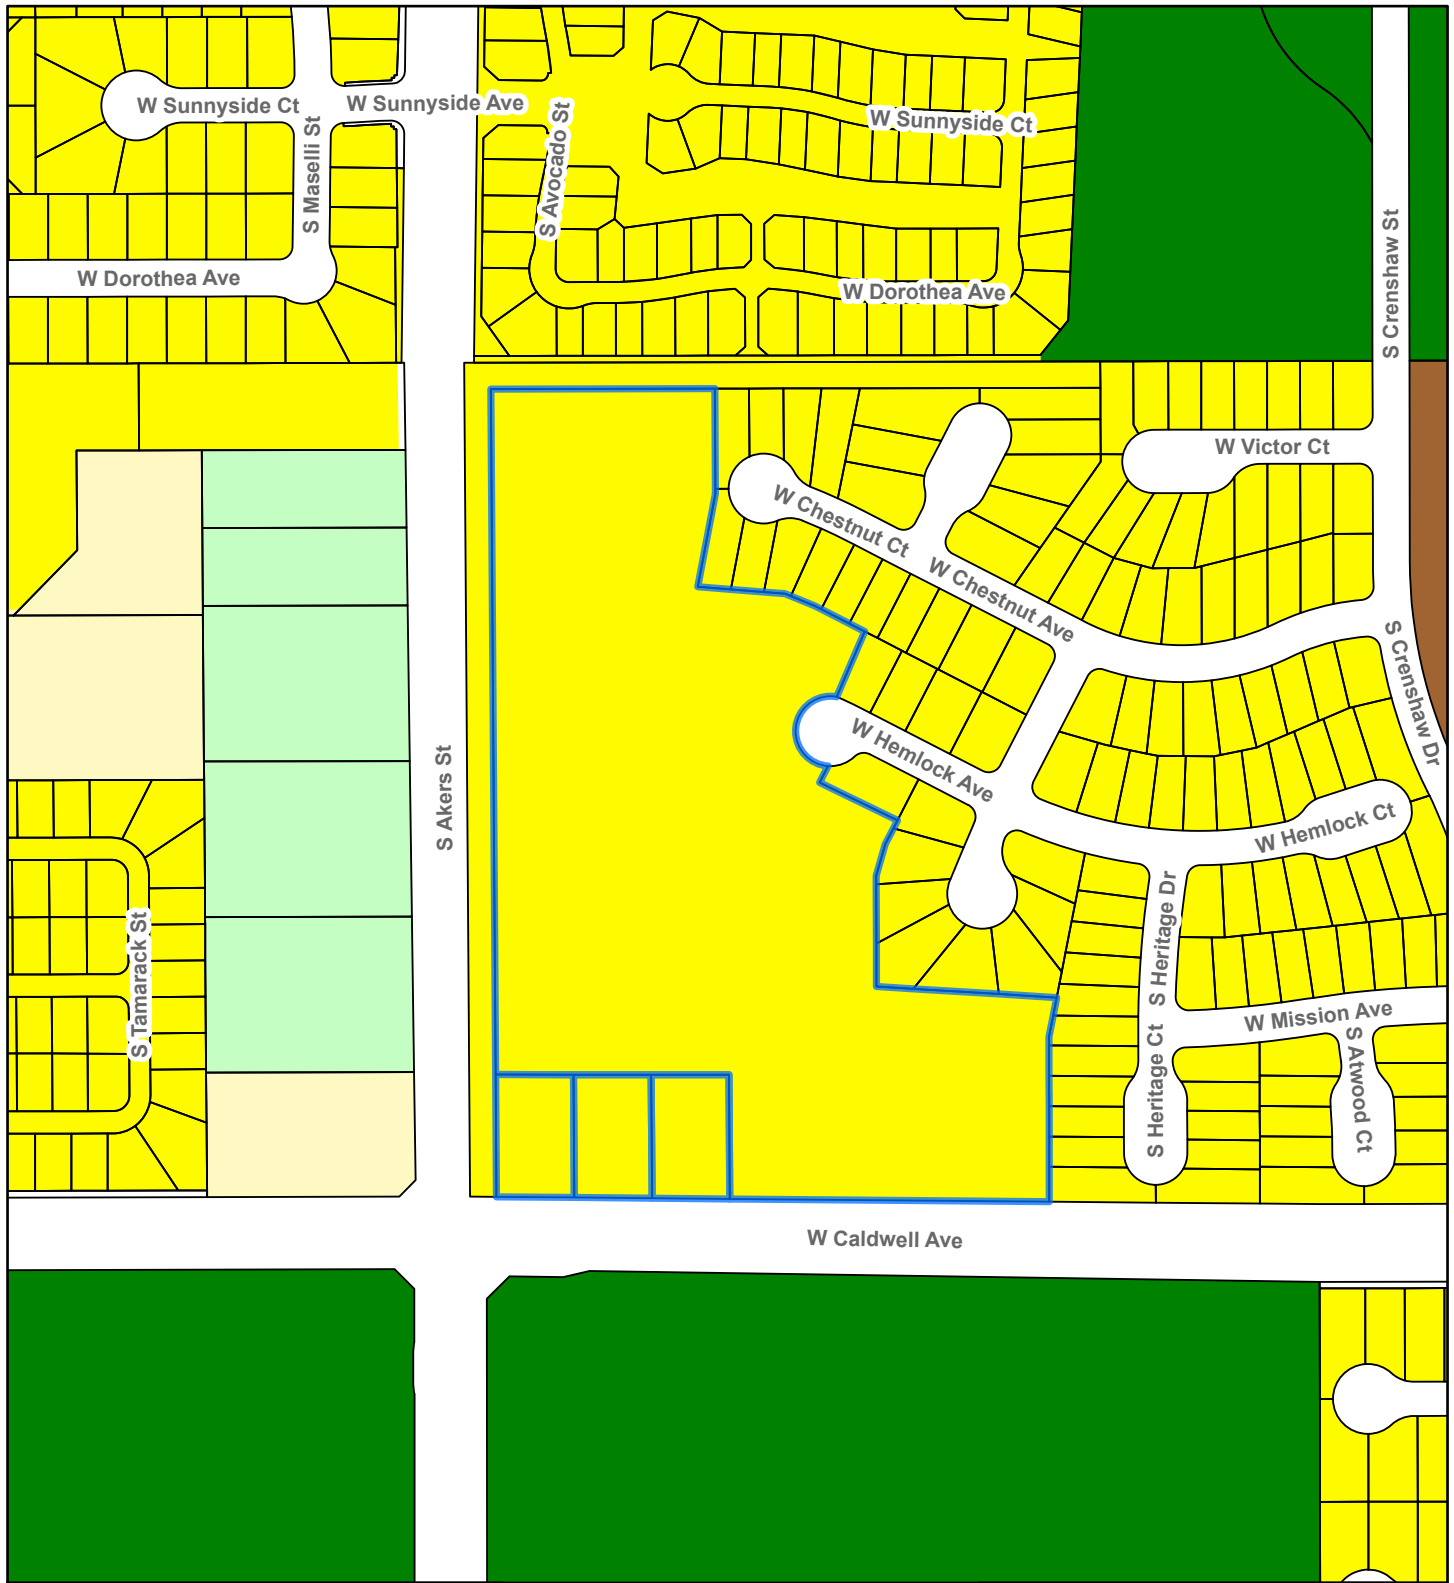 W Sunnyside Ct
W Sunnyside Ave
S Maselli St
S Avocado St
W Sunnyside Ct
W Dorothea Ave
W Dorothea Ave
S Crenshaw St
W Victor Ct
W Chestnut Ct
W Chestnut Ave
S Crenshaw Dr
W Hemlock Ave
S Akers St
W Hemlock Ct
S Tamarack St
S Heritage Dr
W Mission Ave
S Heritage Ct
S Atwood Ct
W Caldwell Ave